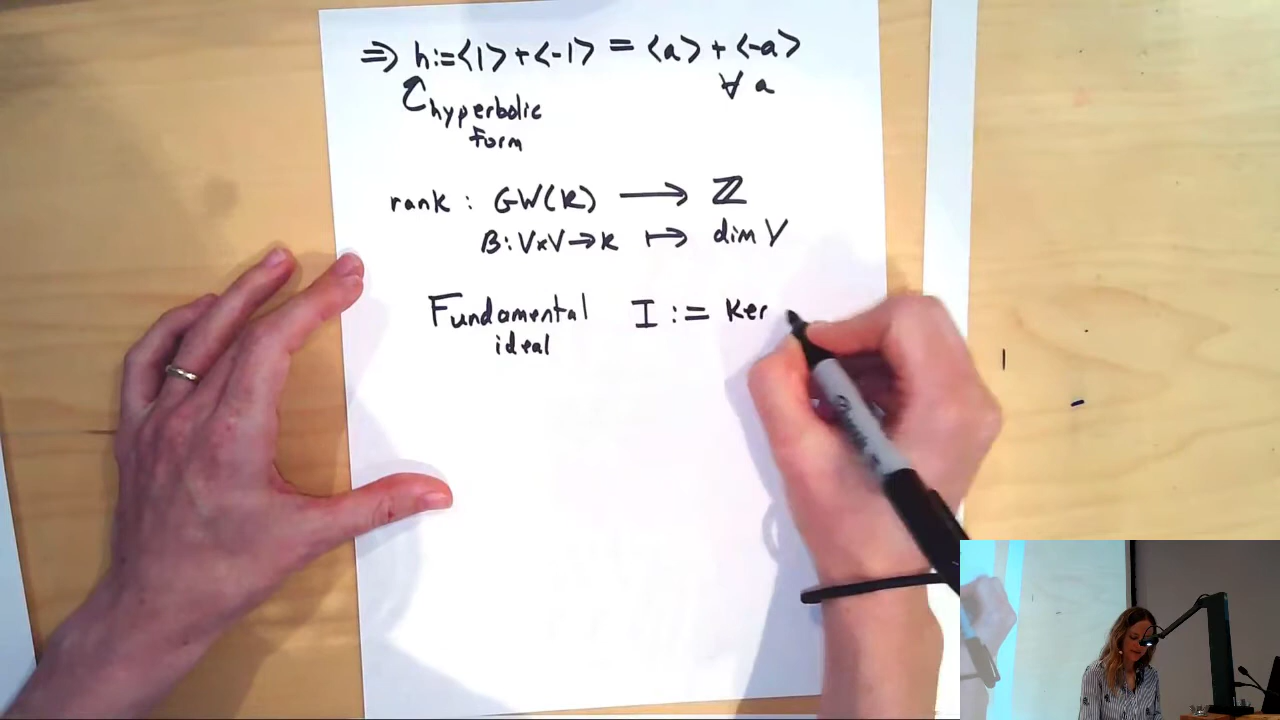 ⇒ h:=<1>+<-1> = <a> + <-a>
∀ a
hyperbolic
form
rank : GW(k) ⟶ ℤ
B:V×V→k ↦ dim V
Fundamental I := Ker
ideal